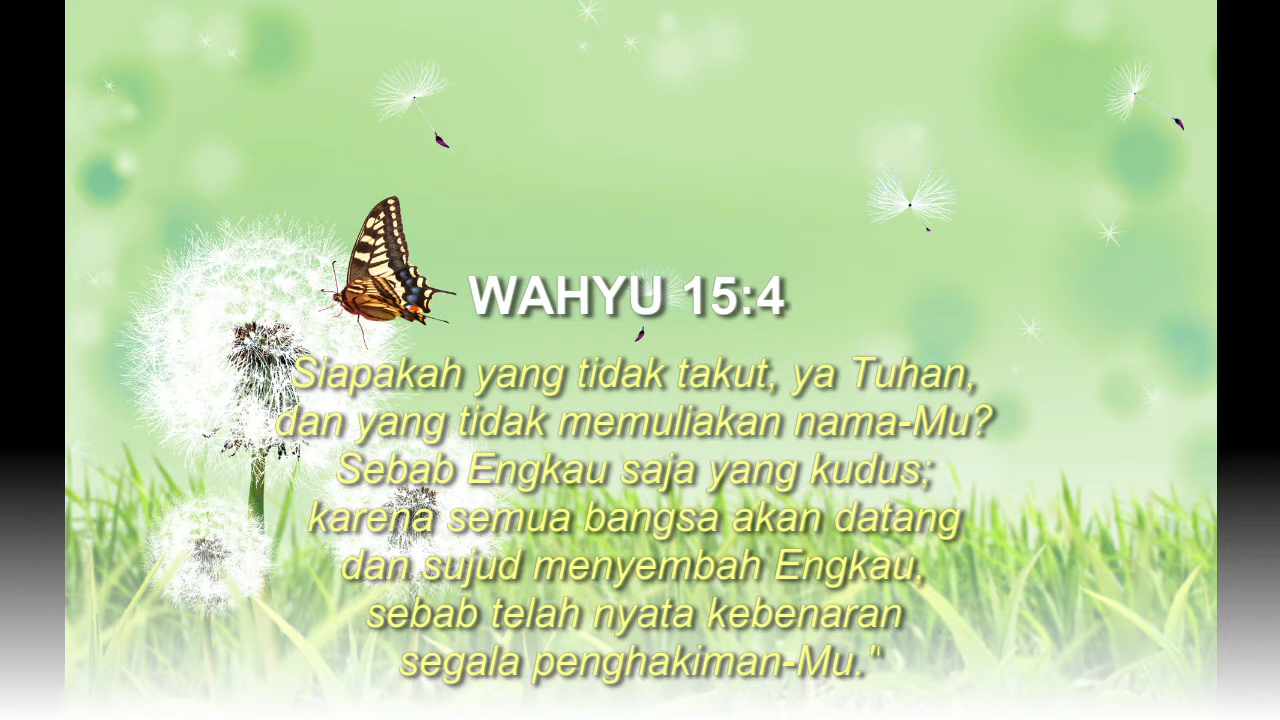 WAHYU 15:4
Siapakah yang tidak takut, ya Tuhan,
dan yang tidak memuliakan nama-Mu?
Sebab Engkau saja yang kudus;
karena semua bangsa akan datang
dan sujud menyembah Engkau,
sebab telah nyata kebenaran
segala penghakiman-Mu."